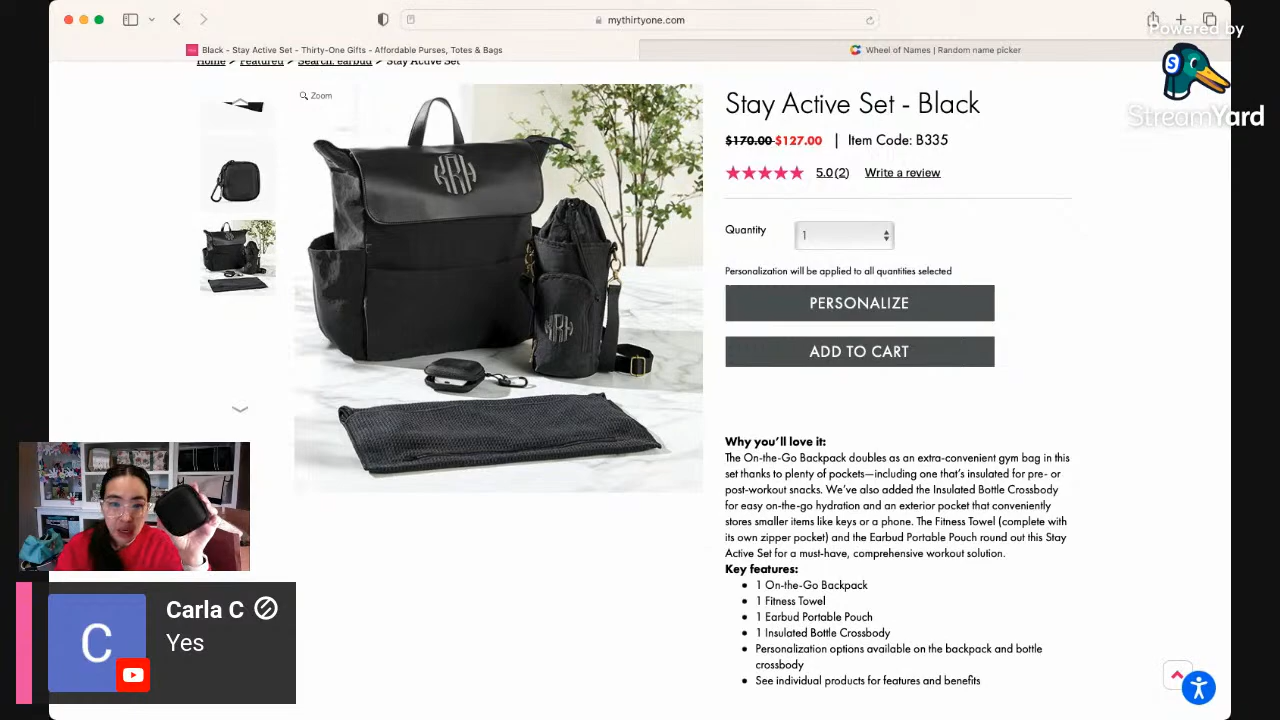 mythirtyone.com
Powered by
Black - Stay Active Set - Thirty-One Gifts - Affordable Purses, Totes & Bags
Wheel of Names | Random name picker
Home > Featured > Search: earbud > Stay Active Set
S
StreamYard
Zoom
KRH
KRH
Stay Active Set - Black
$170.00 $127.00 | Item Code: B335
5.0 (2) Write a review
Quantity 1
Personalization will be applied to all quantities selected
PERSONALIZE
ADD TO CART
Why you'll love it:
The On-the-Go Backpack doubles as an extra-convenient gym bag in this
set thanks to plenty of pockets—including one that's insulated for pre- or
post-workout snacks. We've also added the Insulated Bottle Crossbody
for easy on-the-go hydration and an exterior pocket that conveniently
stores smaller items like keys or a phone. The Fitness Towel (complete with
its own zipper pocket) and the Earbud Portable Pouch round out this Stay
Active Set for a must-have, comprehensive workout solution.
Key features:
1 On-the-Go Backpack
1 Fitness Towel
1 Earbud Portable Pouch
1 Insulated Bottle Crossbody
Personalization options available on the backpack and bottle
crossbody
See individual products for features and benefits
C
Carla C
Yes